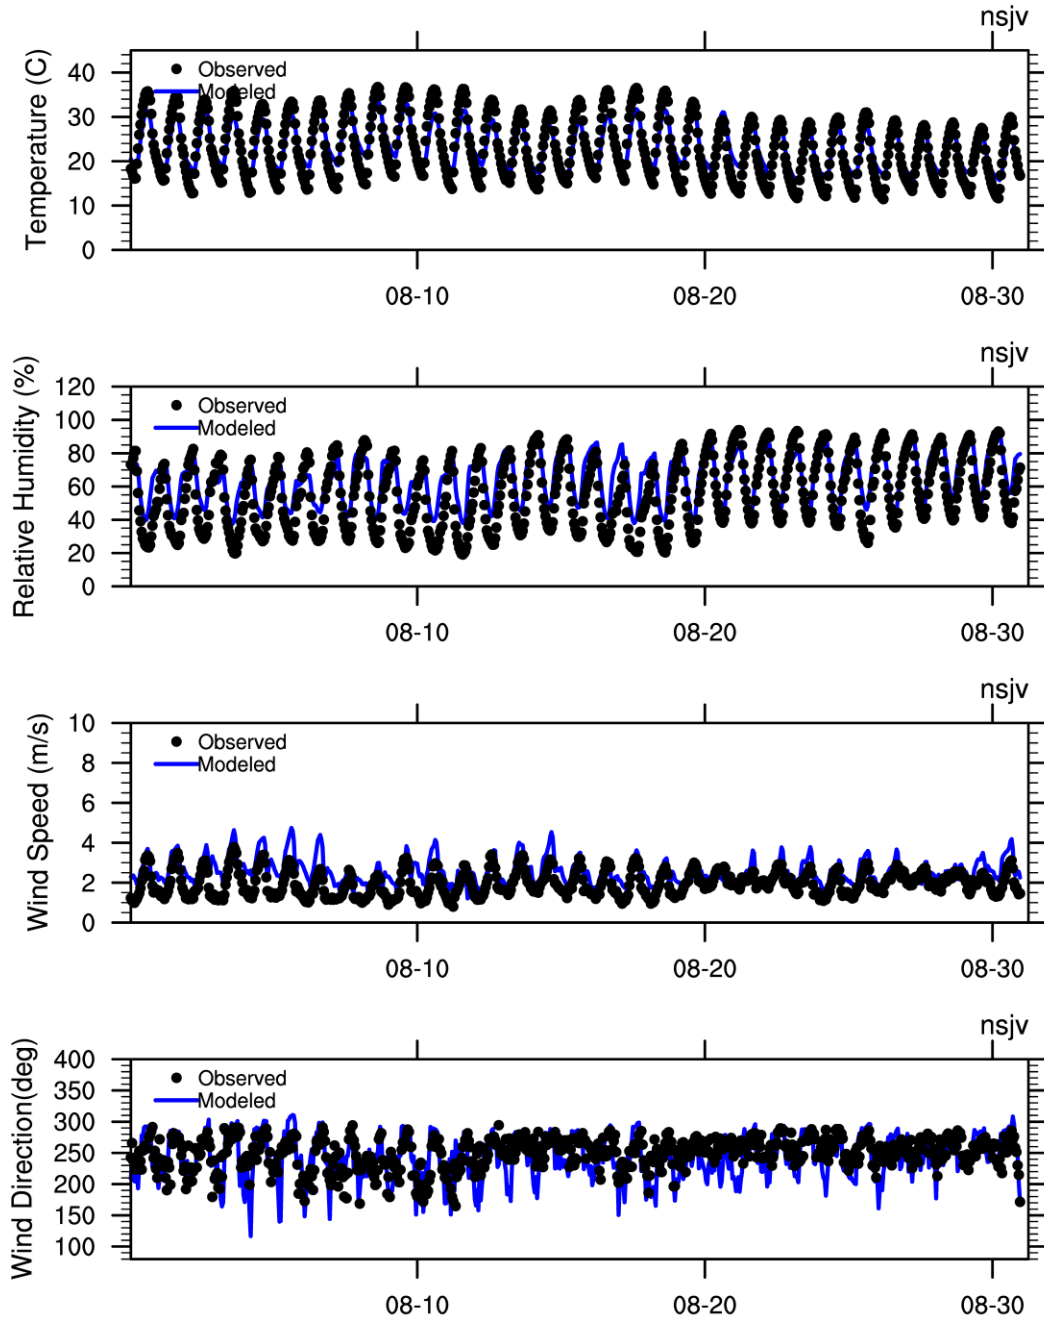 nsjv
Temperature (C)
40
30
20
10
0
Observed
Modeled
08-10 08-20 08-30
nsjv
Relative Humidity (%)
120
100
80
60
40
20
0
Observed
Modeled
08-10 08-20 08-30
nsjv
Wind Speed (m/s)
10
8
6
4
2
0
Observed
Modeled
08-10 08-20 08-30
nsjv
Wind Direction(deg)
400
350
300
250
200
150
100
Observed
Modeled
08-10 08-20 08-30